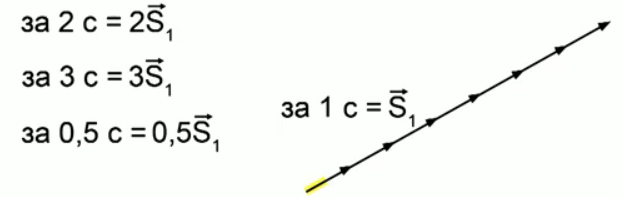 за 2 с = 2S⃗₁
за 3 с = 3S⃗₁
за 1 с = S⃗₁
за 0,5 с = 0,5S⃗₁